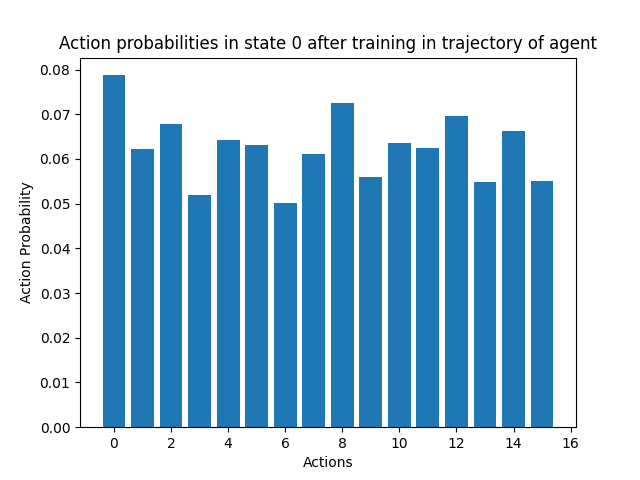 Action probabilities in state 0 after training in trajectory of agent
0.08
0.07
0.06
0.05
0.04
0.03
0.02
0.01
0.00
Action Probability
0 2 4 6 8 10 12 14 16
Actions